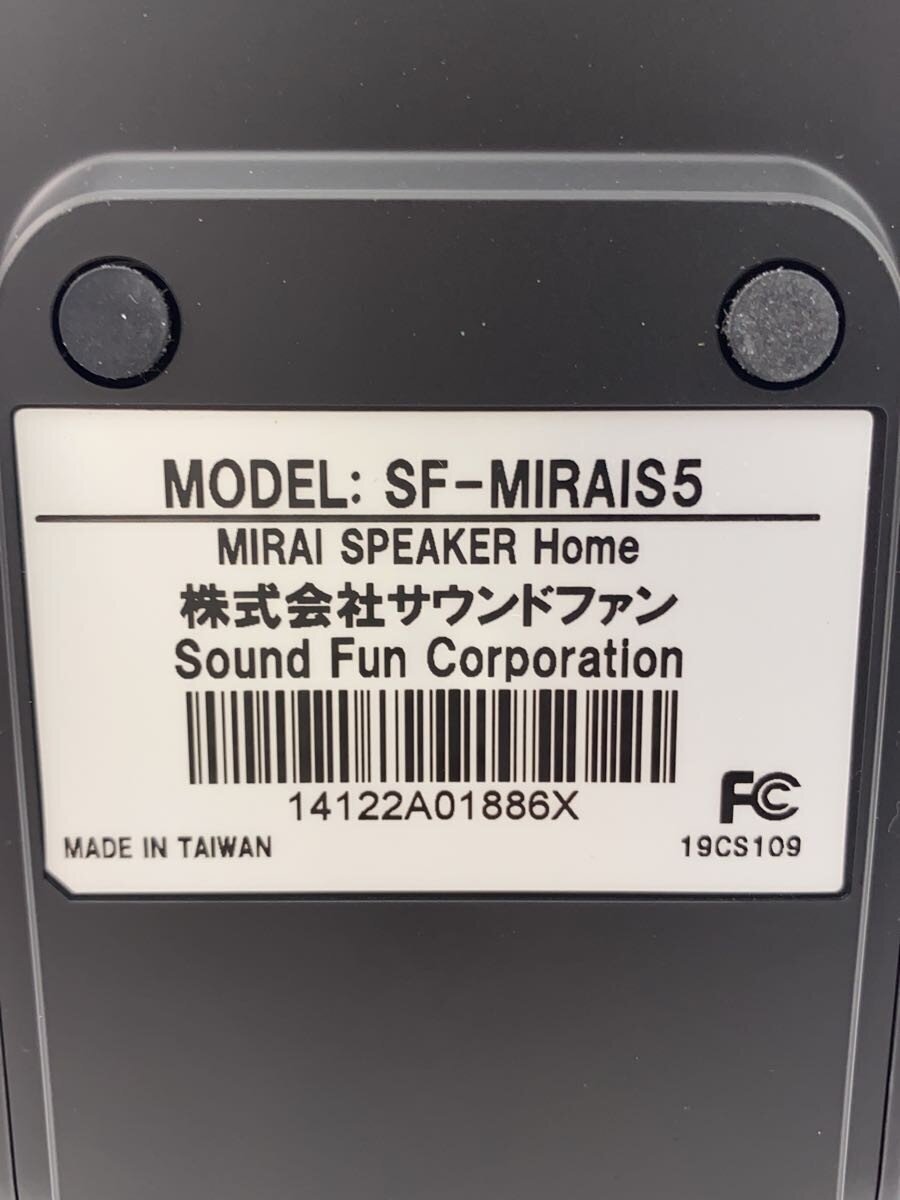 MODEL: SF-MIRAIS5
MIRAI SPEAKER Home
株式会社サウンドファン
Sound Fun Corporation
14122A01886X
FC
MADE IN TAIWAN
19CS109